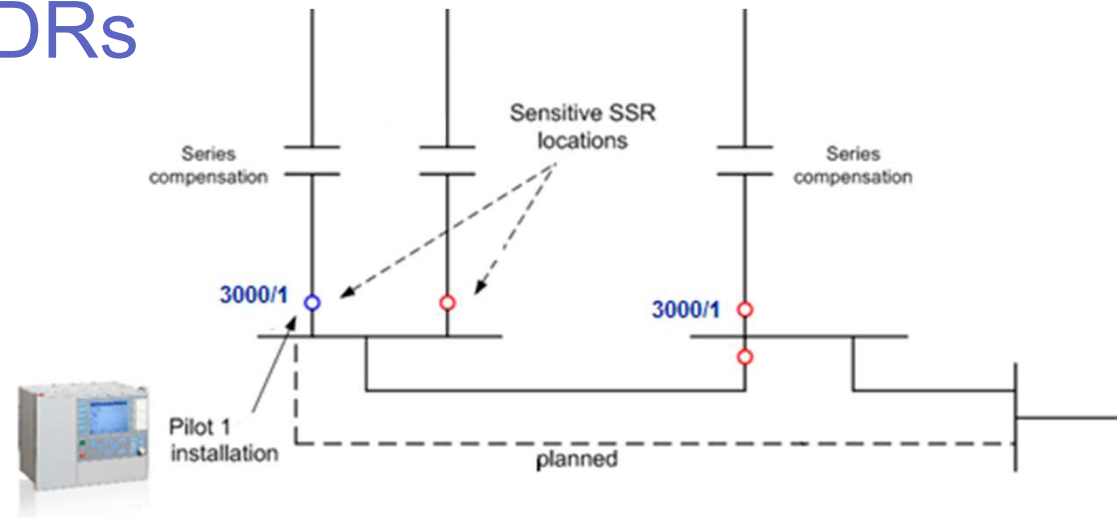 DRs
Sensitive SSR
locations
Series
compensation
Series
compensation
3000/1
3000/1
Pilot 1
installation
planned